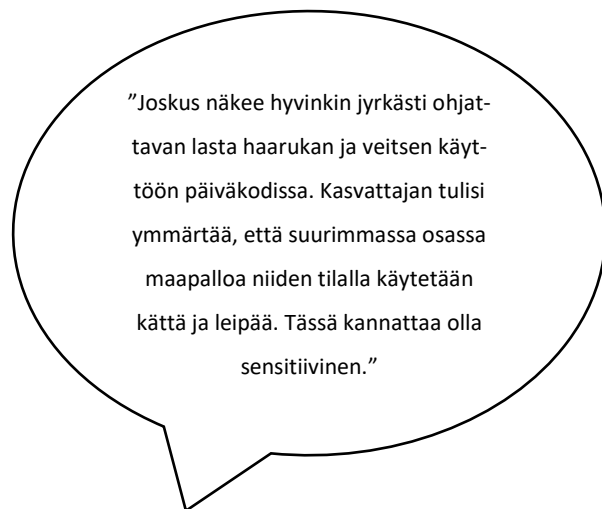 ”Joskus näkee hyvinkin jyrkästi ohjat-
tavan lasta haarukan ja veitsen käyt-
töön päiväkodissa. Kasvattajan tulisi
ymmärtää, että suurimmassa osassa
maapalloa niiden tilalla käytetään
kättä ja leipää. Tässä kannattaa olla
sensitiivinen.”